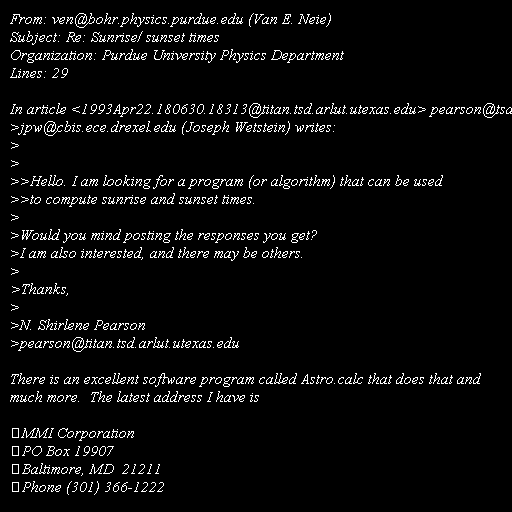 From: ven@bohr.physics.purdue.edu (Van E. Neie)
Subject: Re: Sunrise/ sunset times
Organization: Purdue University Physics Department
Lines: 29

In article <1993Apr22.180630.18313@titan.tsd.arlut.utexas.edu> pearson@tsd
>jpw@cbis.ece.drexel.edu (Joseph Wetstein) writes:
>
>
>>Hello. I am looking for a program (or algorithm) that can be used
>>to compute sunrise and sunset times.
>
>Would you mind posting the responses you get?
>I am also interested, and there may be others.
>
>Thanks,
>
>N. Shirlene Pearson
>pearson@titan.tsd.arlut.utexas.edu

There is an excellent software program called Astro.calc that does that and
much more.  The latest address I have is

MMI Corporation
PO Box 19907
Baltimore, MD  21211
Phone (301) 366-1222